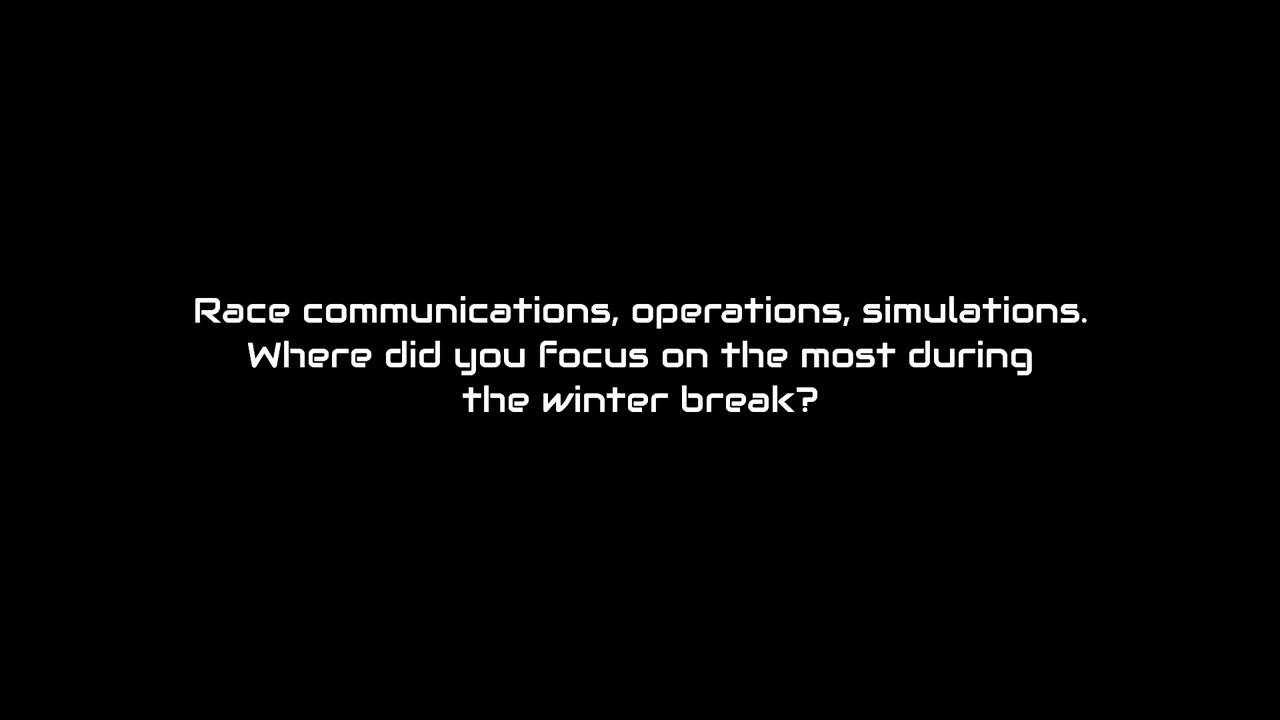 Race communications, operations, simulations.
Where did you focus on the most during
the winter break?